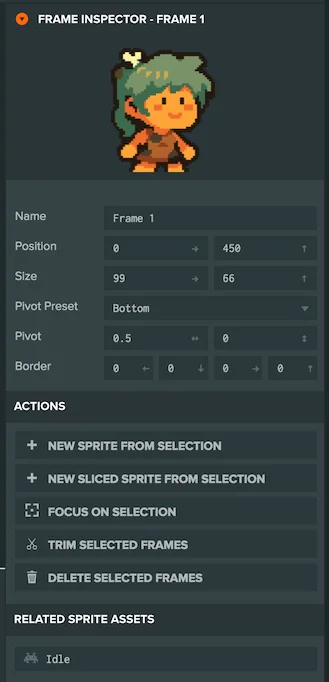 FRAME INSPECTOR - FRAME 1
Name Frame 1
Position 0 → 450 ↑
Size 99 → 66 ↑
Pivot Preset Bottom
Pivot 0.5 ↔ 0 ↕
Border 0 ← 0 ↓ 0 → 0 ↑
ACTIONS
NEW SPRITE FROM SELECTION
NEW SLICED SPRITE FROM SELECTION
FOCUS ON SELECTION
TRIM SELECTED FRAMES
DELETE SELECTED FRAMES
RELATED SPRITE ASSETS
Idle